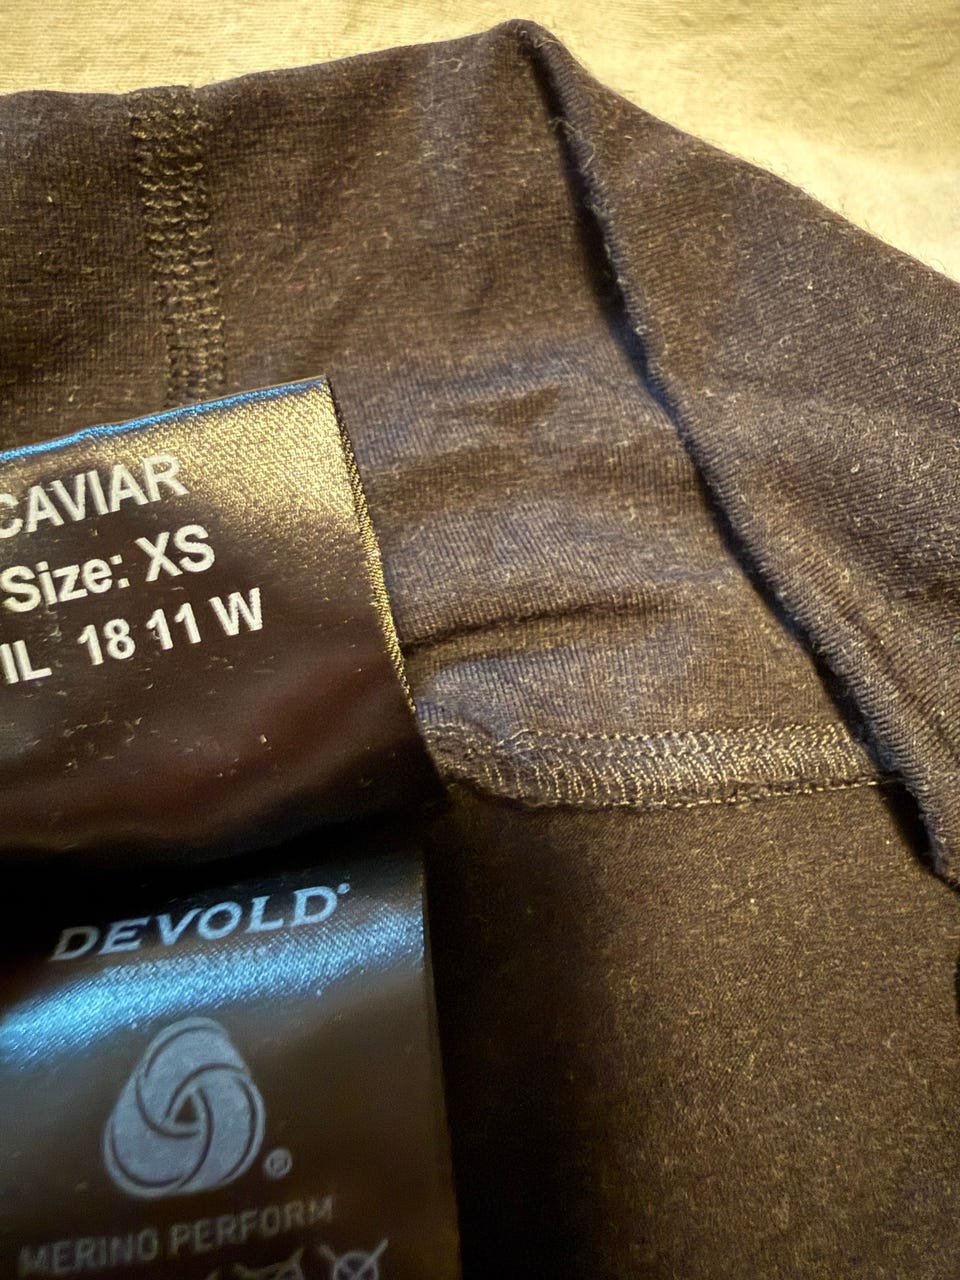 CAVIAR
Size: XS
IL 18 11 W
DEVOLD®
®
MERINO PERFORM